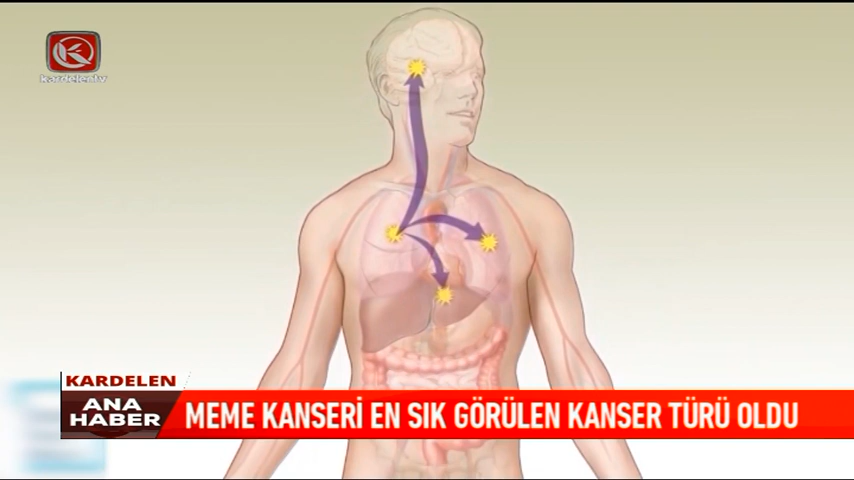 kardelentv
KARDELEN
ANA
HABER
MEME KANSERİ EN SIK GÖRÜLEN KANSER TÜRÜ OLDU